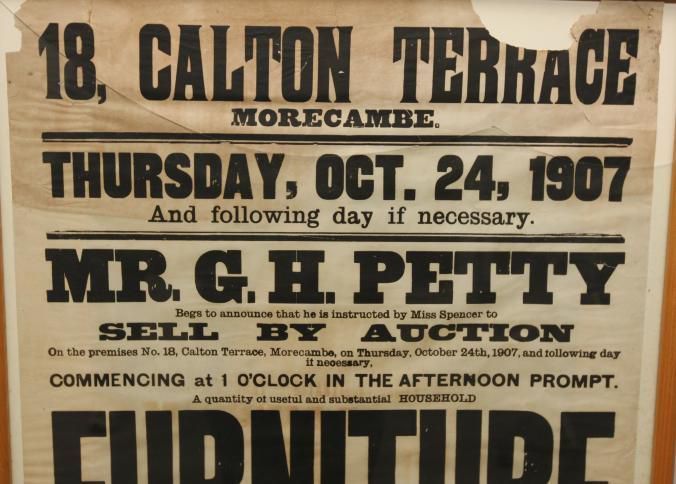 18, CALTON TERRACE
MORECAMBE.
THURSDAY, OCT. 24, 1907
And following day if necessary.
MR. G. H. PETTY
Begs to announce that he is instructed by Miss Spencer to
SELL BY AUCTION
On the premises No. 18, Calton Terrace, Morecambe, on Thursday, October 24th, 1907, and following day
if necessary,
COMMENCING at 1 O'CLOCK IN THE AFTERNOON PROMPT.
A quantity of useful and substantial HOUSEHOLD
FURNITURE